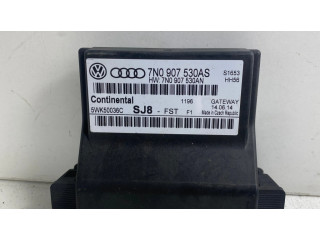 7N0 907 530AS S1653
HW: 7N0 907 530AN HH56
Continental 1196 GATEWAY
5WK50036C SJ8 - FST F1 14.06.14
Made in Czech Republic